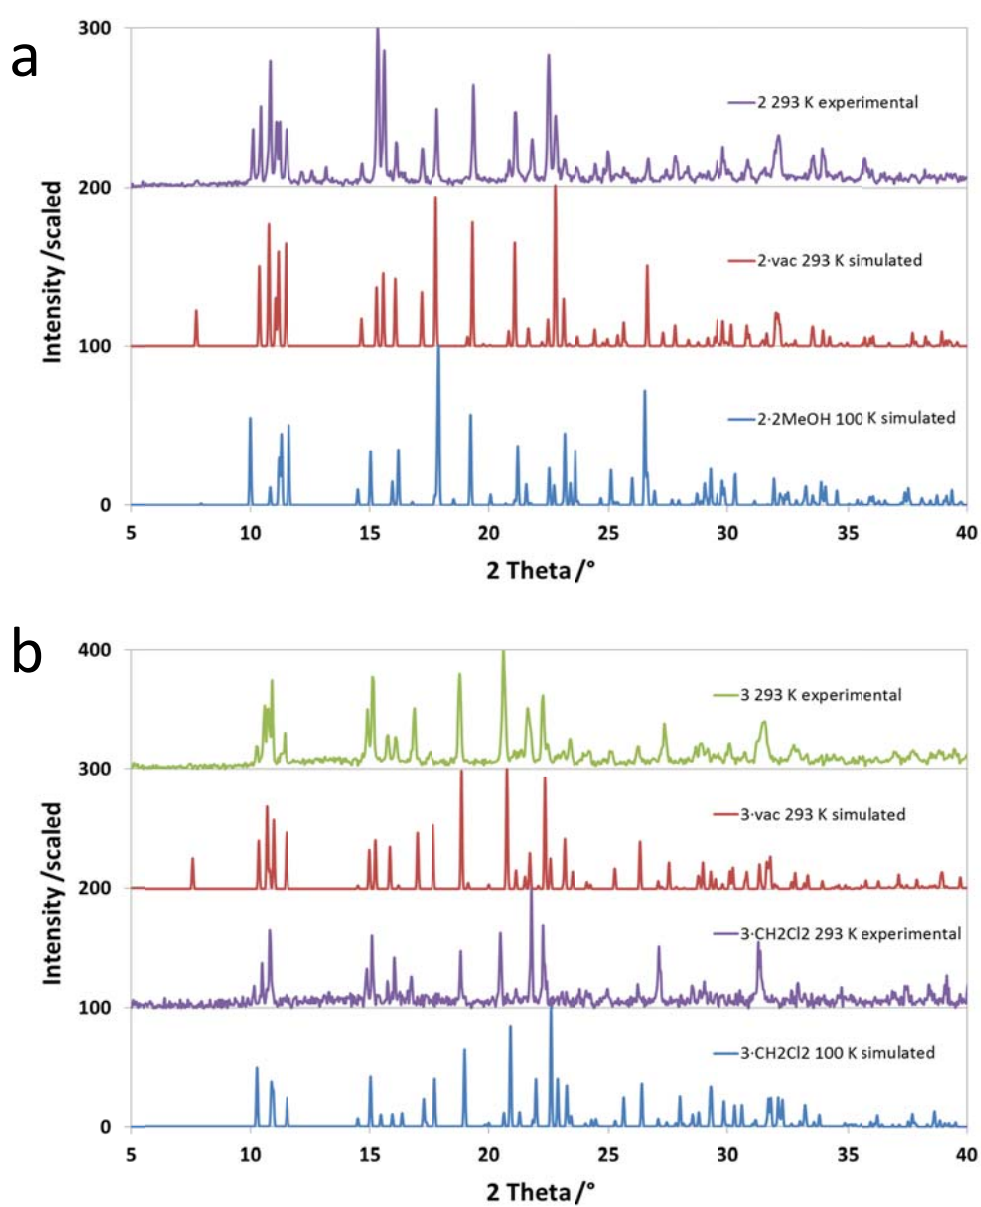 a
300
2 293 K experimental
200
2·vac 293 K simulated
Intensity /scaled
100
2·2MeOH 100 K simulated
0
5 10 15 20 25 30 35 40
2 Theta /°
b
400
3 293 K experimental
300
3·vac 293 K simulated
Intensity /scaled
200
3·CH2Cl2 293 K experimental
100
3·CH2Cl2 100 K simulated
0
5 10 15 20 25 30 35 40
2 Theta /°